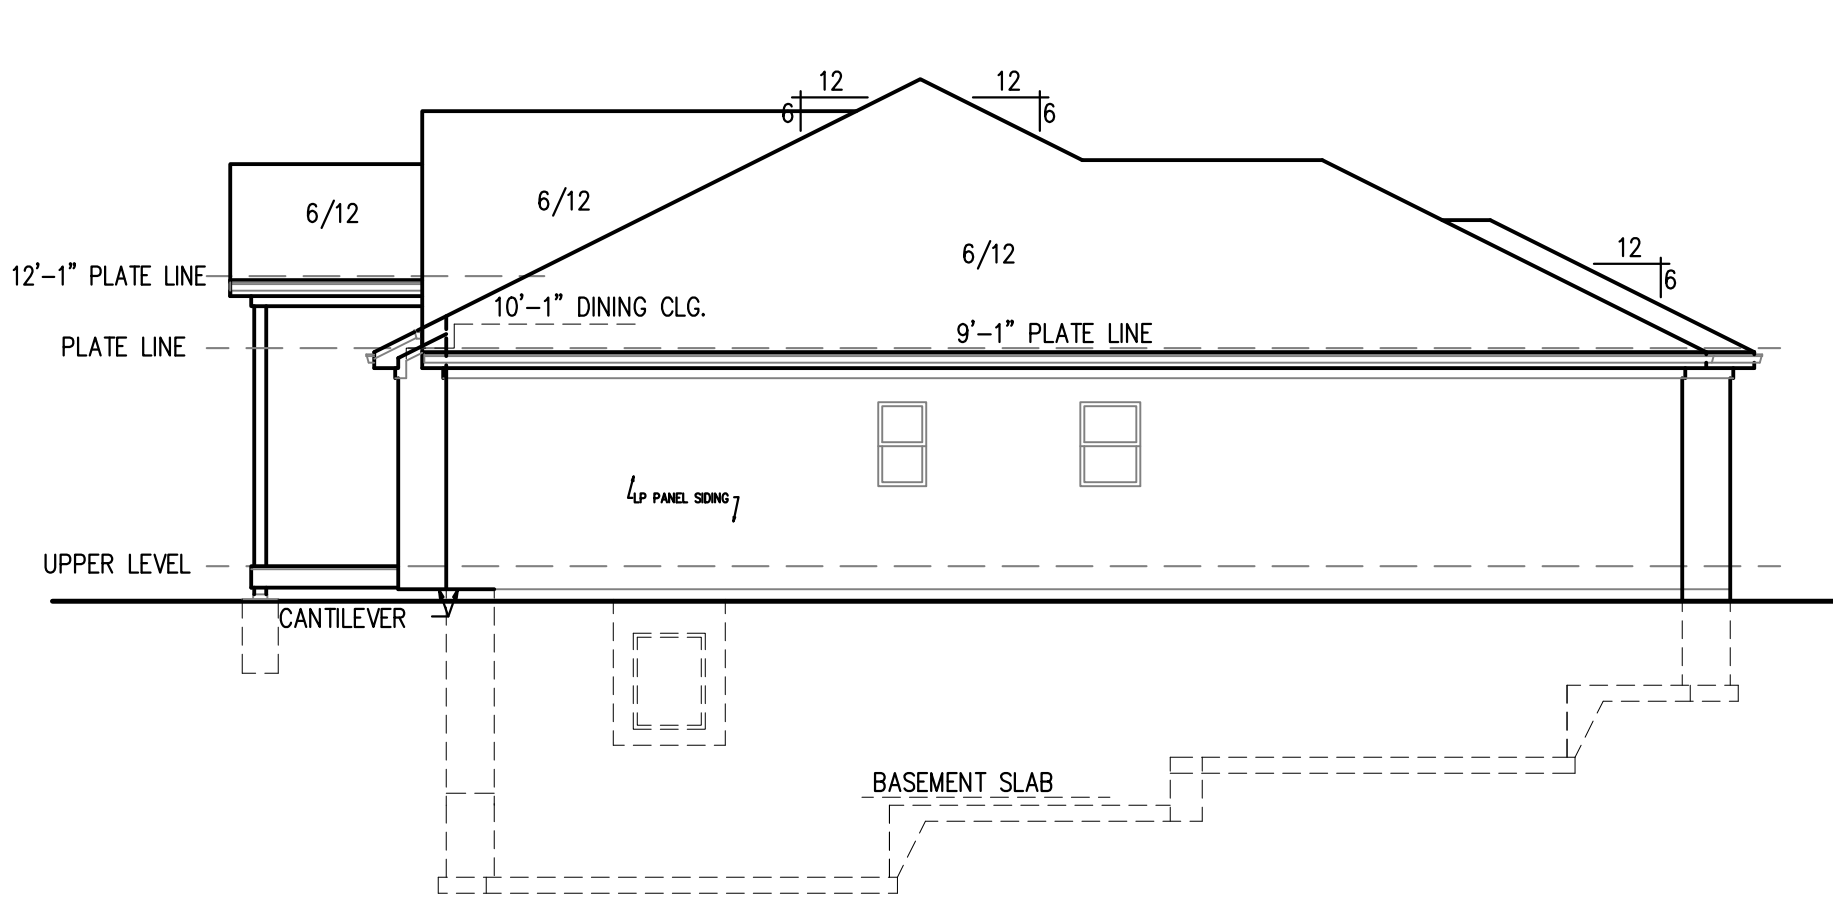 12
12
6
6
6/12
6/12
6/12
12
6
12'-1" PLATE LINE
10'-1" DINING CLG.
PLATE LINE
9'-1" PLATE LINE
LP PANEL SIDING
UPPER LEVEL
CANTILEVER
BASEMENT SLAB